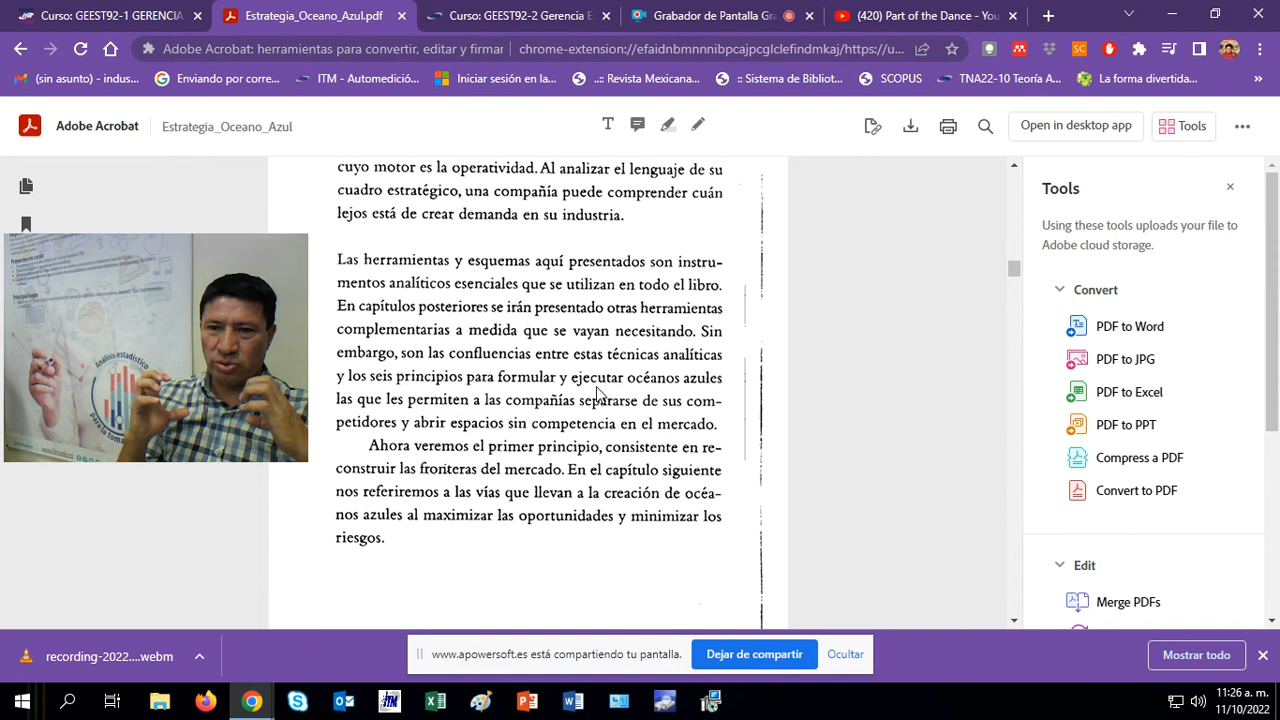 Curso: GEEST92-1 GERENCIA
Estrategia_Oceano_Azul.pdf
Curso: GEEST92-2 Gerencia E
Grabador de Pantalla Gra
(420) Part of the Dance - You
Adobe Acrobat: herramientas para convertir, editar y firmar
chrome-extension://efaidnbmnnnibpcajpcglclefindmkaj/https://u...
(sin asunto) - indus...
Enviando por corre...
ITM - Automedició...
Iniciar sesión en la...
..: Revista Mexicana...
:: Sistema de Bibliot...
SCOPUS
TNA22-10 Teoría A...
La forma divertida...
»
Adobe Acrobat
Estrategia_Oceano_Azul
Open in desktop app
Tools
cuyo motor es la operatividad. Al analizar el lenguaje de su
cuadro estratégico, una compañía puede comprender cuán
lejos está de crear demanda en su industria.
Las herramientas y esquemas aquí presentados son instru-
mentos analíticos esenciales que se utilizan en todo el libro.
En capítulos posteriores se irán presentado otras herramientas
complementarias a medida que se vayan necesitando. Sin
embargo, son las confluencias entre estas técnicas analíticas
y los seis principios para formular y ejecutar océanos azules
las que les permiten a las compañías separarse de sus com-
petidores y abrir espacios sin competencia en el mercado.
Ahora veremos el primer principio, consistente en re-
construir las fronteras del mercado. En el capítulo siguiente
nos referiremos a las vías que llevan a la creación de océa-
nos azules al maximizar las oportunidades y minimizar los
riesgos.
Análisis estadístico
para la toma
Tools
Using these tools uploads your file to
Adobe cloud storage.
Convert
PDF to Word
PDF to JPG
PDF to Excel
PDF to PPT
Compress a PDF
Convert to PDF
Edit
Merge PDFs
recording-2022....webm
www.apowersoft.es está compartiendo tu pantalla.
Dejar de compartir
Ocultar
Mostrar todo
11:26 a. m.
11/10/2022